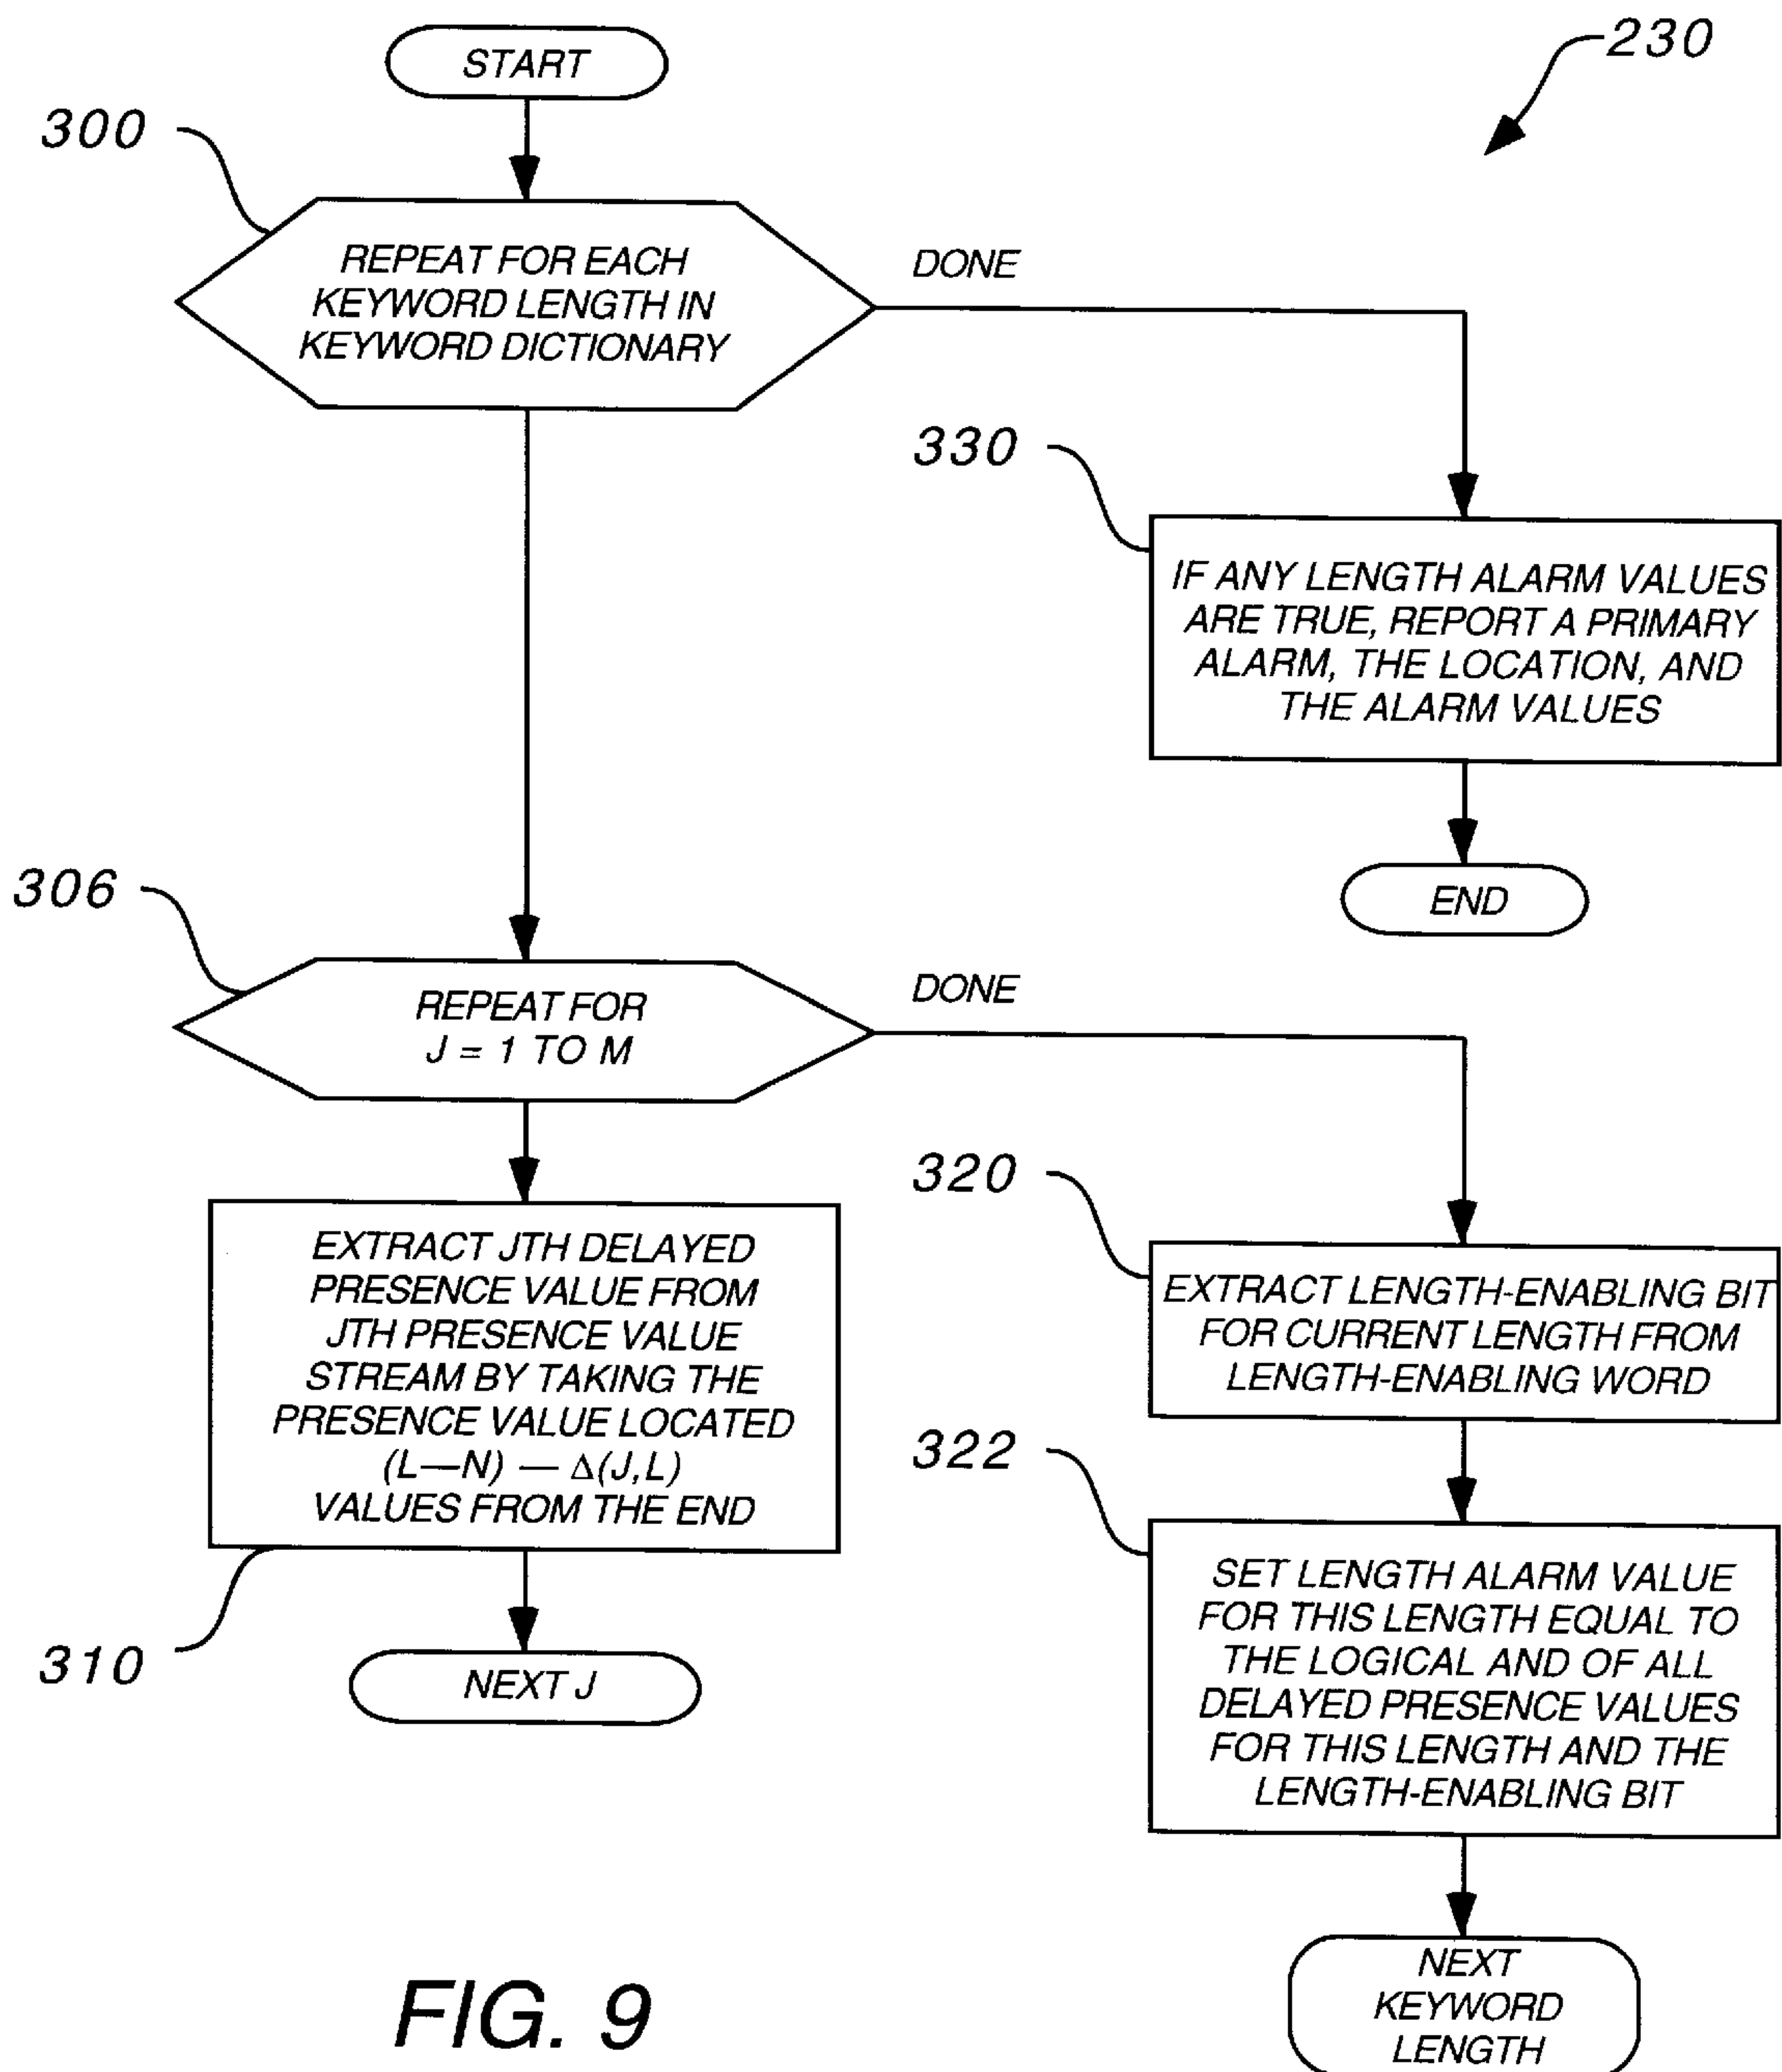 START
230
300
REPEAT FOR EACH
KEYWORD LENGTH IN
KEYWORD DICTIONARY
DONE
330
IF ANY LENGTH ALARM VALUES
ARE TRUE, REPORT A PRIMARY
ALARM, THE LOCATION, AND
THE ALARM VALUES
END
306
REPEAT FOR
J = 1 TO M
DONE
EXTRACT JTH DELAYED
PRESENCE VALUE FROM
JTH PRESENCE VALUE
STREAM BY TAKING THE
PRESENCE VALUE LOCATED
(L—N) — Δ(J,L)
VALUES FROM THE END
310
NEXT J
320
EXTRACT LENGTH-ENABLING BIT
FOR CURRENT LENGTH FROM
LENGTH-ENABLING WORD
322
SET LENGTH ALARM VALUE
FOR THIS LENGTH EQUAL TO
THE LOGICAL AND OF ALL
DELAYED PRESENCE VALUES
FOR THIS LENGTH AND THE
LENGTH-ENABLING BIT
NEXT
KEYWORD
LENGTH
FIG. 9